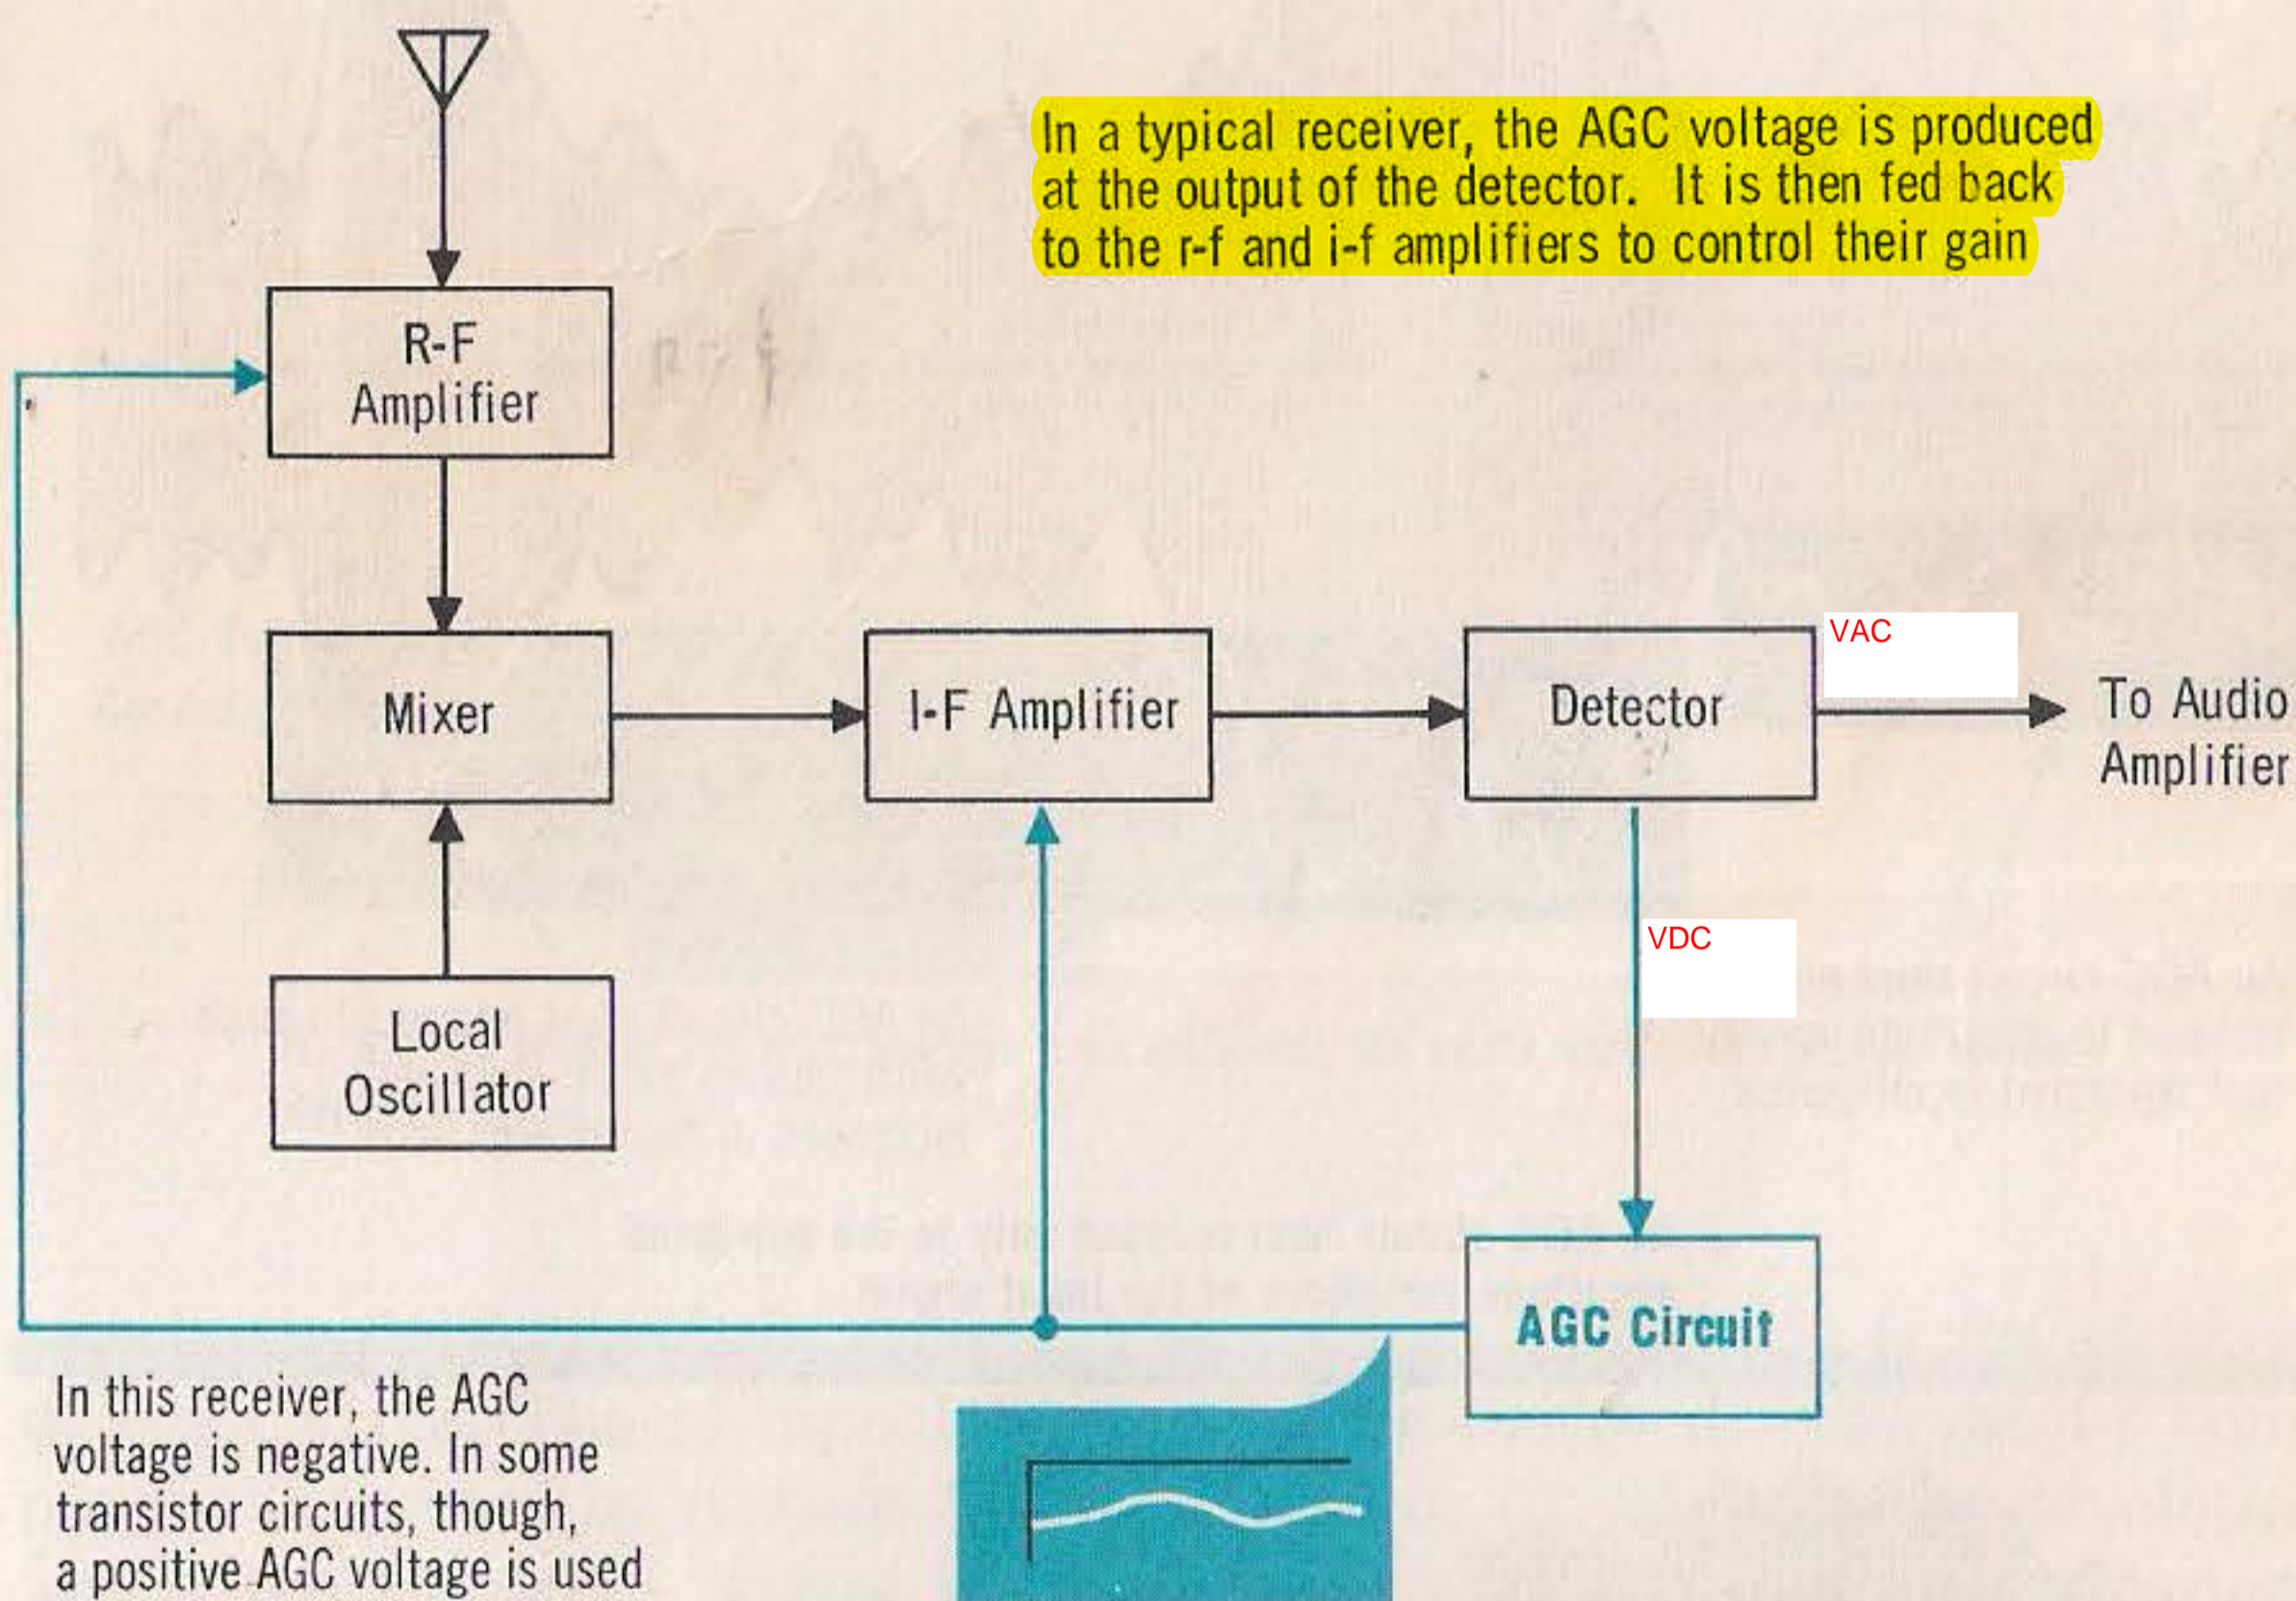 In a typical receiver, the AGC voltage is produced
at the output of the detector. It is then fed back
to the r-f and i-f amplifiers to control their gain
R-F
Amplifier
Mixer
I-F Amplifier
Detector
VAC
To Audio
Amplifier
VDC
Local
Oscillator
AGC Circuit
In this receiver, the AGC
voltage is negative. In some
transistor circuits, though,
a positive AGC voltage is used